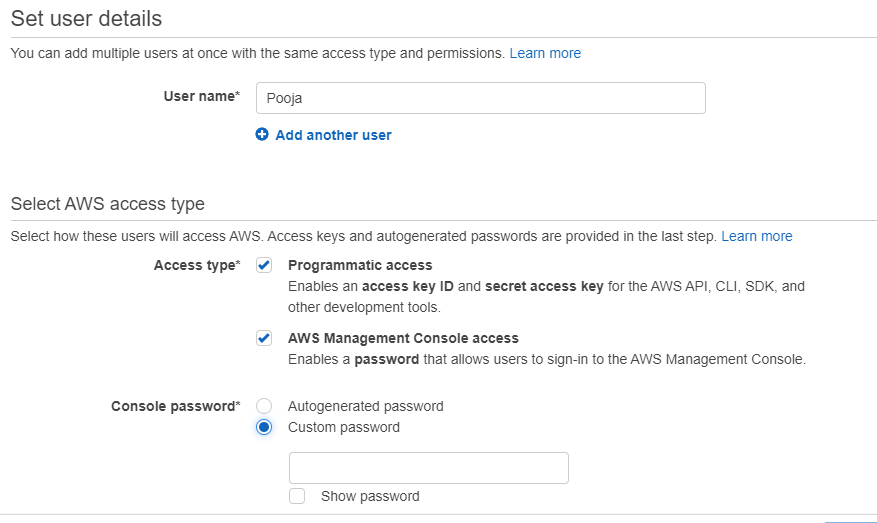 Set user details
You can add multiple users at once with the same access type and permissions. Learn more
User name* Pooja
Add another user
Select AWS access type
Select how these users will access AWS. Access keys and autogenerated passwords are provided in the last step. Learn more
Access type* Programmatic access
Enables an access key ID and secret access key for the AWS API, CLI, SDK, and
other development tools.
AWS Management Console access
Enables a password that allows users to sign-in to the AWS Management Console.
Console password* Autogenerated password
Custom password
Show password